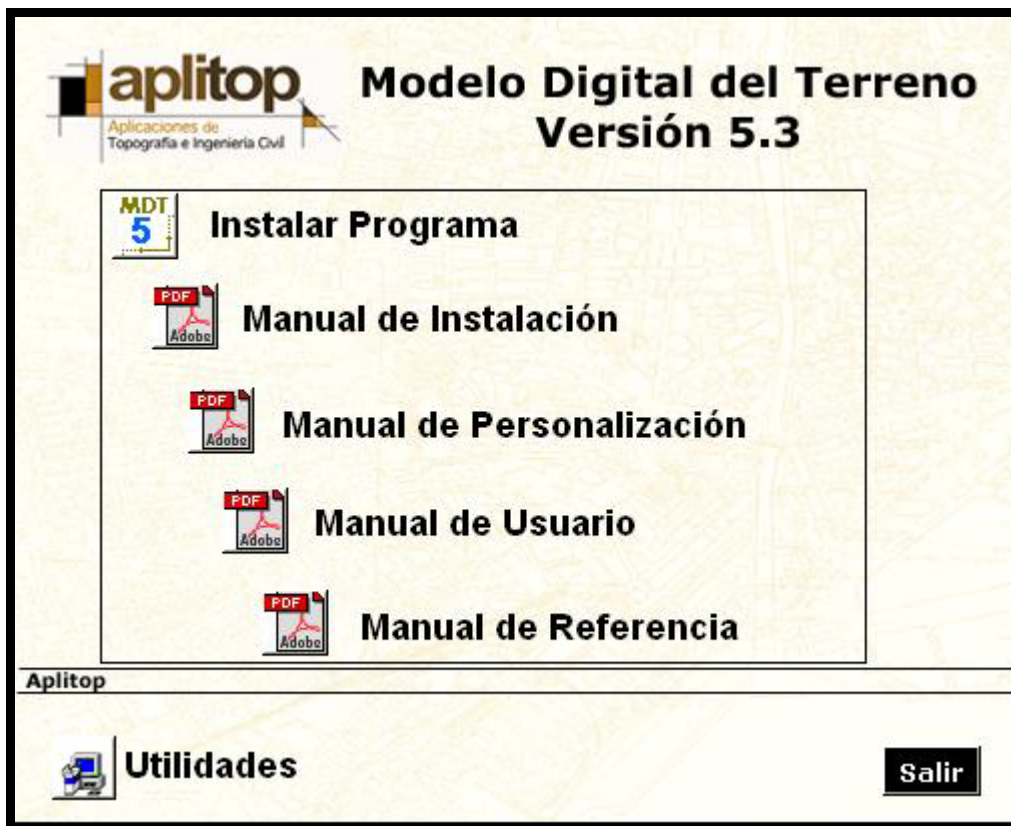 aplitop
Aplicaciones de
Topografía e Ingeniería Civil
Modelo Digital del Terreno
Versión 5.3
MDT
5
Instalar Programa
PDF
Adobe
Manual de Instalación
PDF
Adobe
Manual de Personalización
PDF
Adobe
Manual de Usuario
PDF
Adobe
Manual de Referencia
Aplitop
Utilidades
Salir